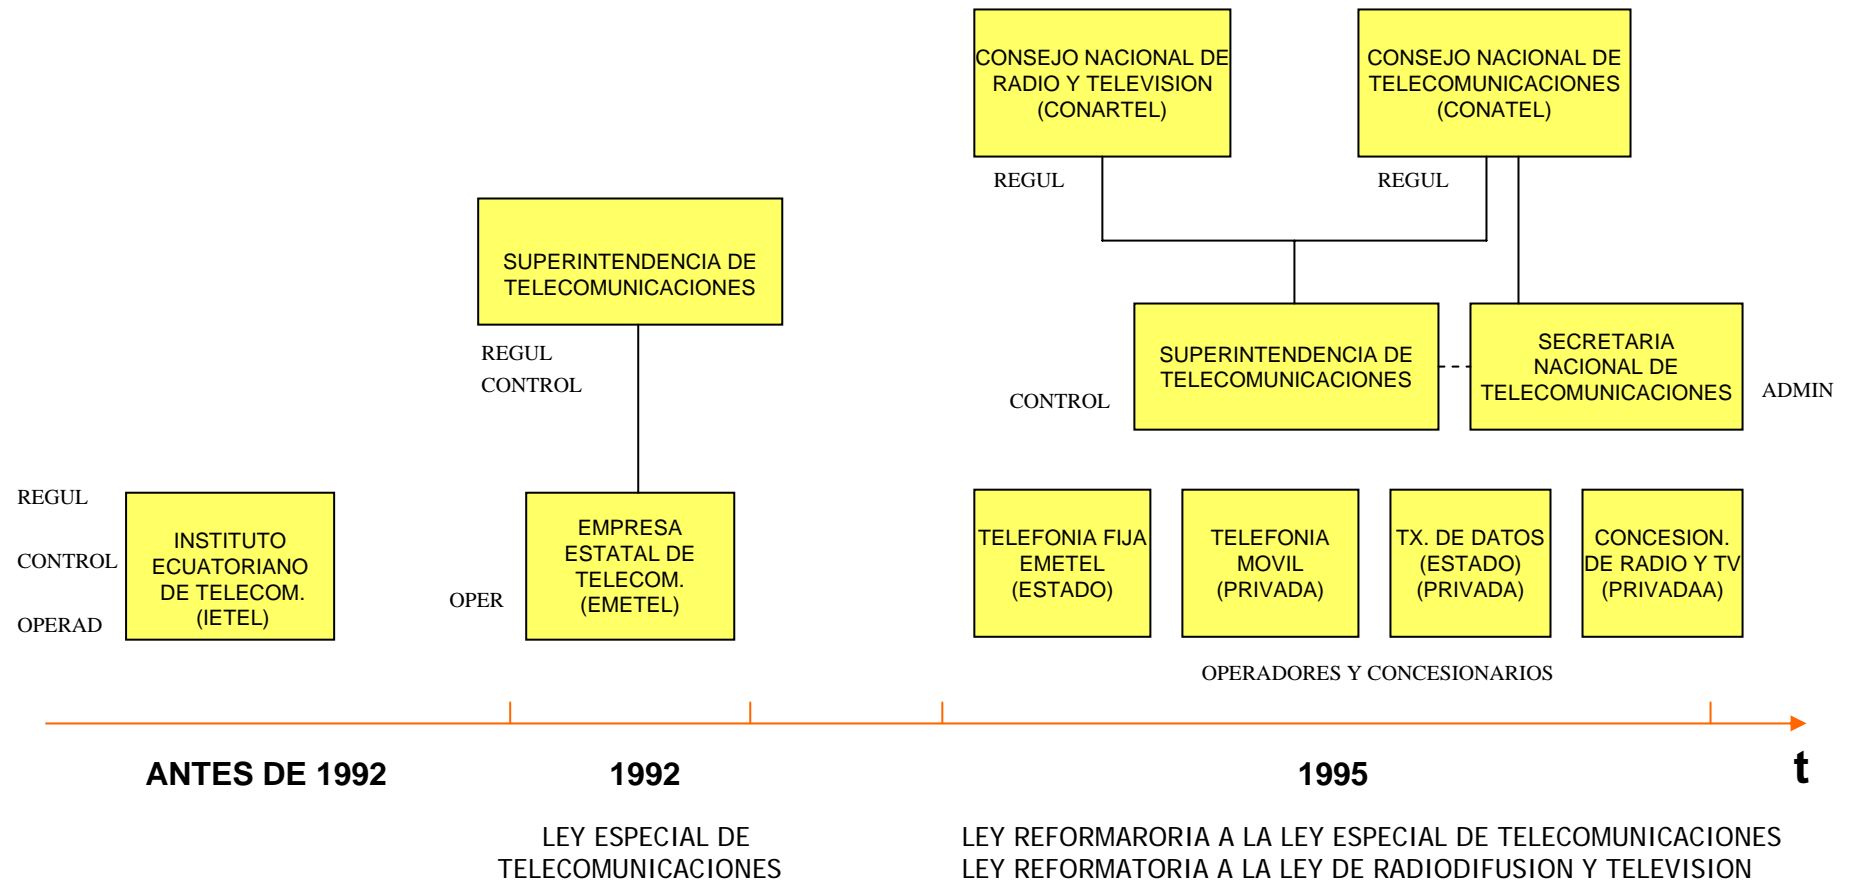 CONSEJO NACIONAL DE
RADIO Y TELEVISION
(CONARTEL)
CONSEJO NACIONAL DE
TELECOMUNICACIONES
(CONATEL)
REGUL
REGUL
SUPERINTENDENCIA DE
TELECOMUNICACIONES
REGUL
CONTROL
SUPERINTENDENCIA DE
TELECOMUNICACIONES
CONTROL
SECRETARIA
NACIONAL DE
TELECOMUNICACIONES
ADMIN
REGUL
CONTROL
OPERAD
INSTITUTO
ECUATORIANO
DE TELECOM.
(IETEL)
OPER
EMPRESA
ESTATAL DE
TELECOM.
(EMETEL)
TELEFONIA FIJA
EMETEL
(ESTADO)
TELEFONIA
MOVIL
(PRIVADA)
TX. DE DATOS
(ESTADO)
(PRIVADA)
CONCESION.
DE RADIO Y TV
(PRIVADAA)
OPERADORES Y CONCESIONARIOS
ANTES DE 1992
1992
1995
t
LEY ESPECIAL DE
TELECOMUNICACIONES
LEY REFORMARORIA A LA LEY ESPECIAL DE TELECOMUNICACIONES
LEY REFORMATORIA A LA LEY DE RADIODIFUSION Y TELEVISION